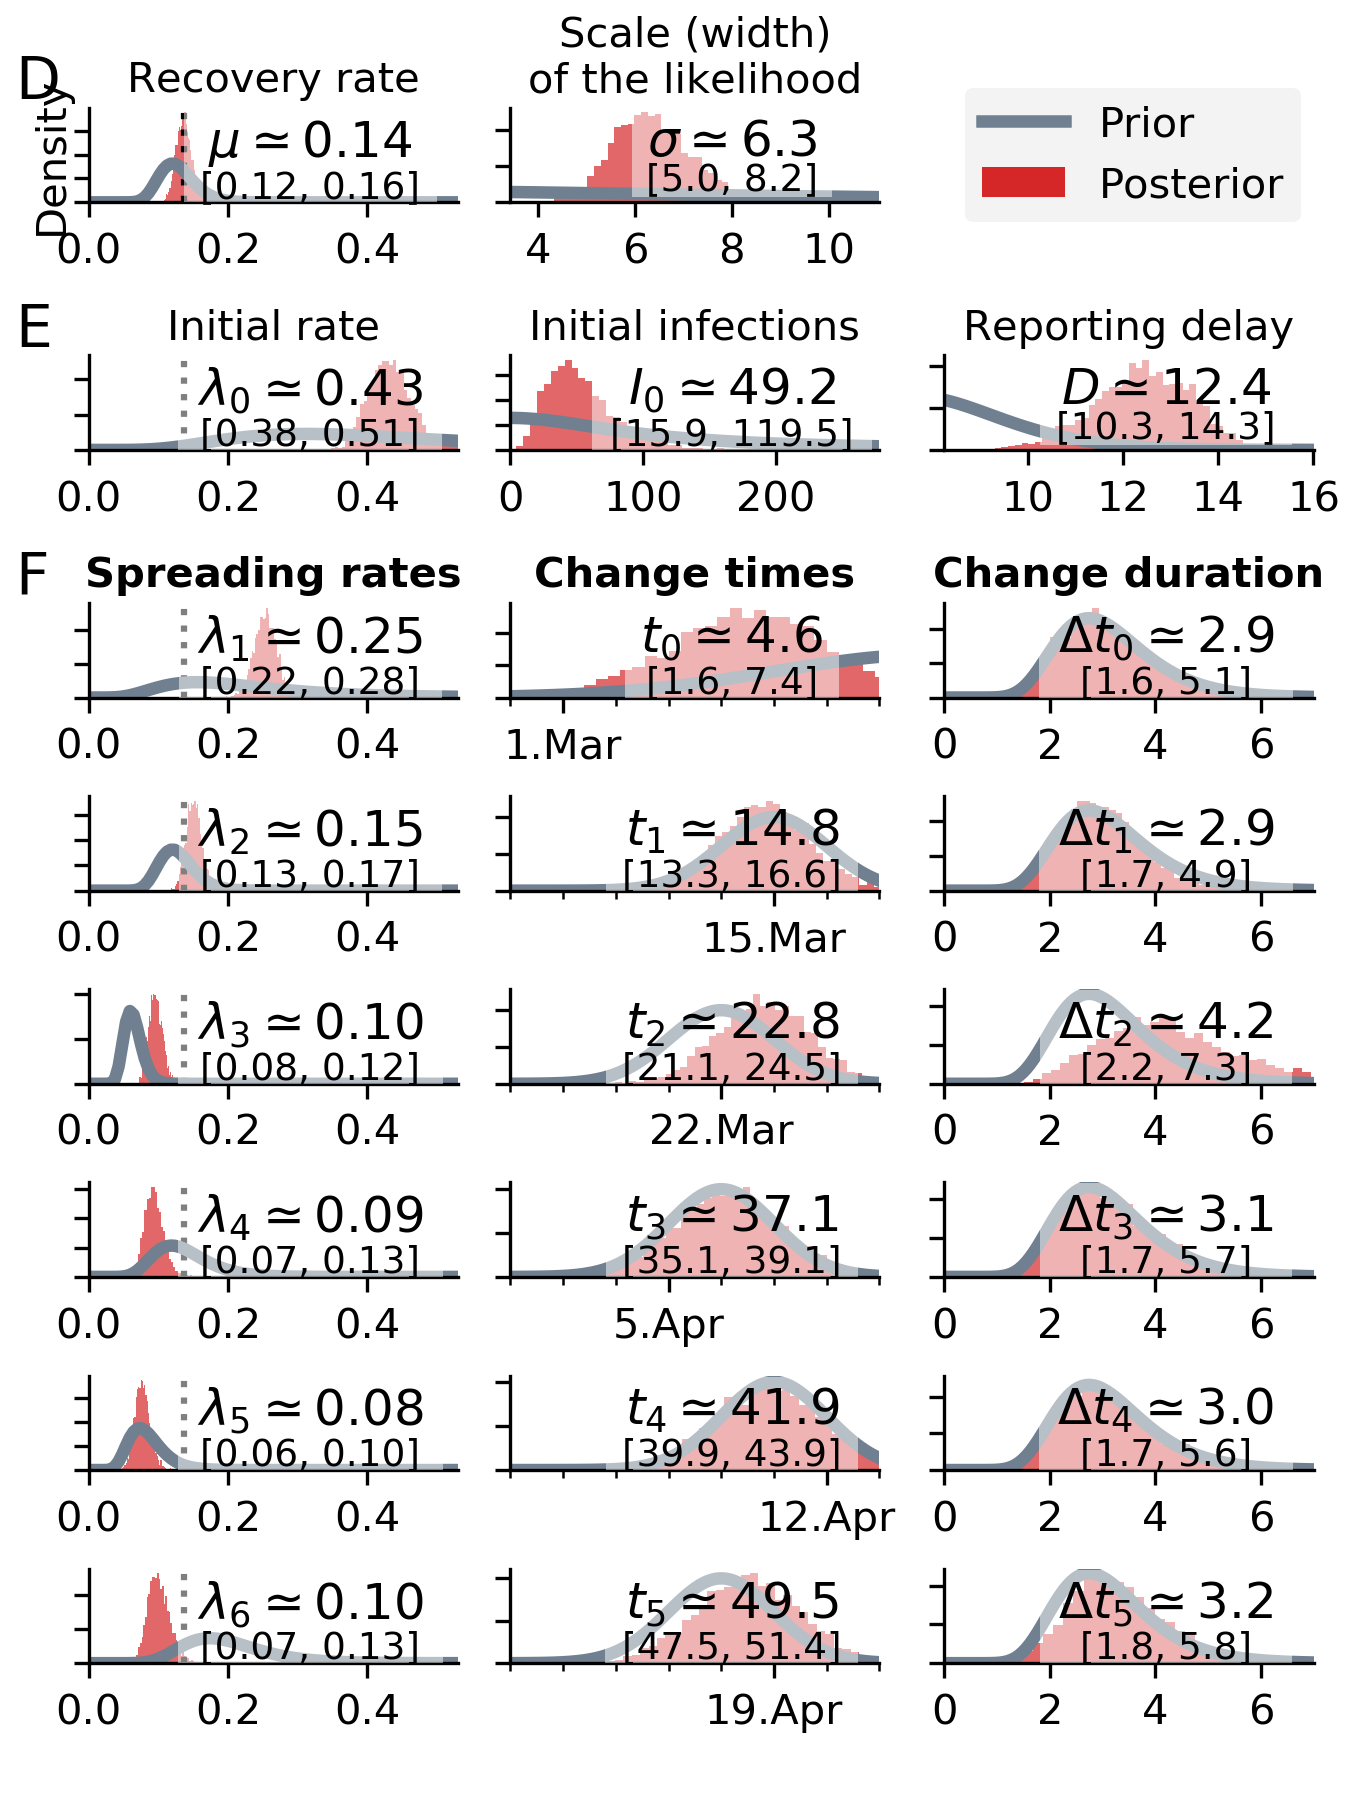 D
Density
Recovery rate
μ ≃ 0.14
[0.12, 0.16]
0.0 0.2 0.4
Scale (width)
of the likelihood
σ ≃ 6.3
[5.0, 8.2]
4 6 8 10
Prior
Posterior
E
Initial rate
λ0 ≃ 0.43
[0.38, 0.51]
0.0 0.2 0.4
Initial infections
I0 ≃ 49.2
[15.9, 119.5]
0 100 200
Reporting delay
D ≃ 12.4
[10.3, 14.3]
10 12 14 16
F
Spreading rates
Change times
Change duration
λ1 ≃ 0.25
[0.22, 0.28]
0.0 0.2 0.4
t0 ≃ 4.6
[1.6, 7.4]
1.Mar
Δt0 ≃ 2.9
[1.6, 5.1]
0 2 4 6
λ2 ≃ 0.15
[0.13, 0.17]
0.0 0.2 0.4
t1 ≃ 14.8
[13.3, 16.6]
15.Mar
Δt1 ≃ 2.9
[1.7, 4.9]
0 2 4 6
λ3 ≃ 0.10
[0.08, 0.12]
0.0 0.2 0.4
t2 ≃ 22.8
[21.1, 24.5]
22.Mar
Δt2 ≃ 4.2
[2.2, 7.3]
0 2 4 6
λ4 ≃ 0.09
[0.07, 0.13]
0.0 0.2 0.4
t3 ≃ 37.1
[35.1, 39.1]
5.Apr
Δt3 ≃ 3.1
[1.7, 5.7]
0 2 4 6
λ5 ≃ 0.08
[0.06, 0.10]
0.0 0.2 0.4
t4 ≃ 41.9
[39.9, 43.9]
12.Apr
Δt4 ≃ 3.0
[1.7, 5.6]
0 2 4 6
λ6 ≃ 0.10
[0.07, 0.13]
0.0 0.2 0.4
t5 ≃ 49.5
[47.5, 51.4]
19.Apr
Δt5 ≃ 3.2
[1.8, 5.8]
0 2 4 6